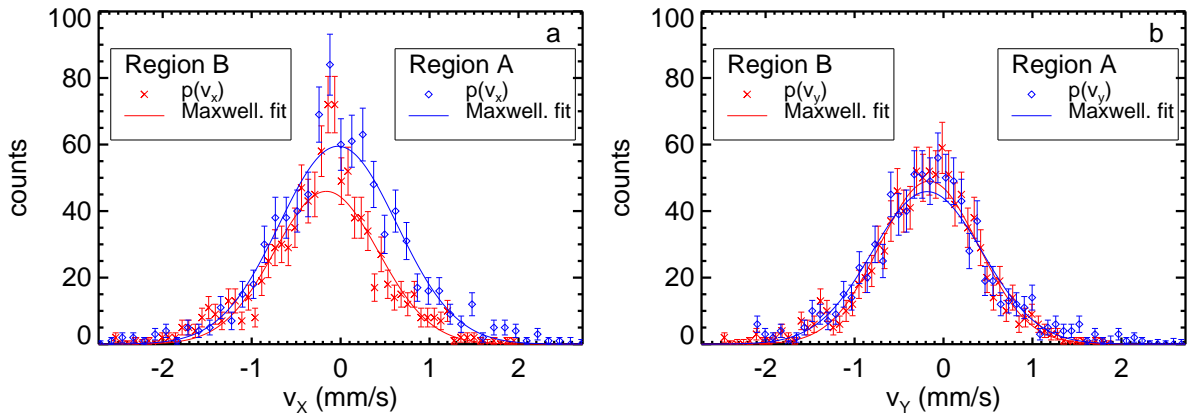 a
Region B
p(vx)
Maxwell. fit
Region A
p(vx)
Maxwell. fit
counts
100
80
60
40
20
0
-2
-1
0
1
2
vX (mm/s)
b
Region B
p(vy)
Maxwell. fit
Region A
p(vy)
Maxwell. fit
counts
100
80
60
40
20
0
-2
-1
0
1
2
vY (mm/s)